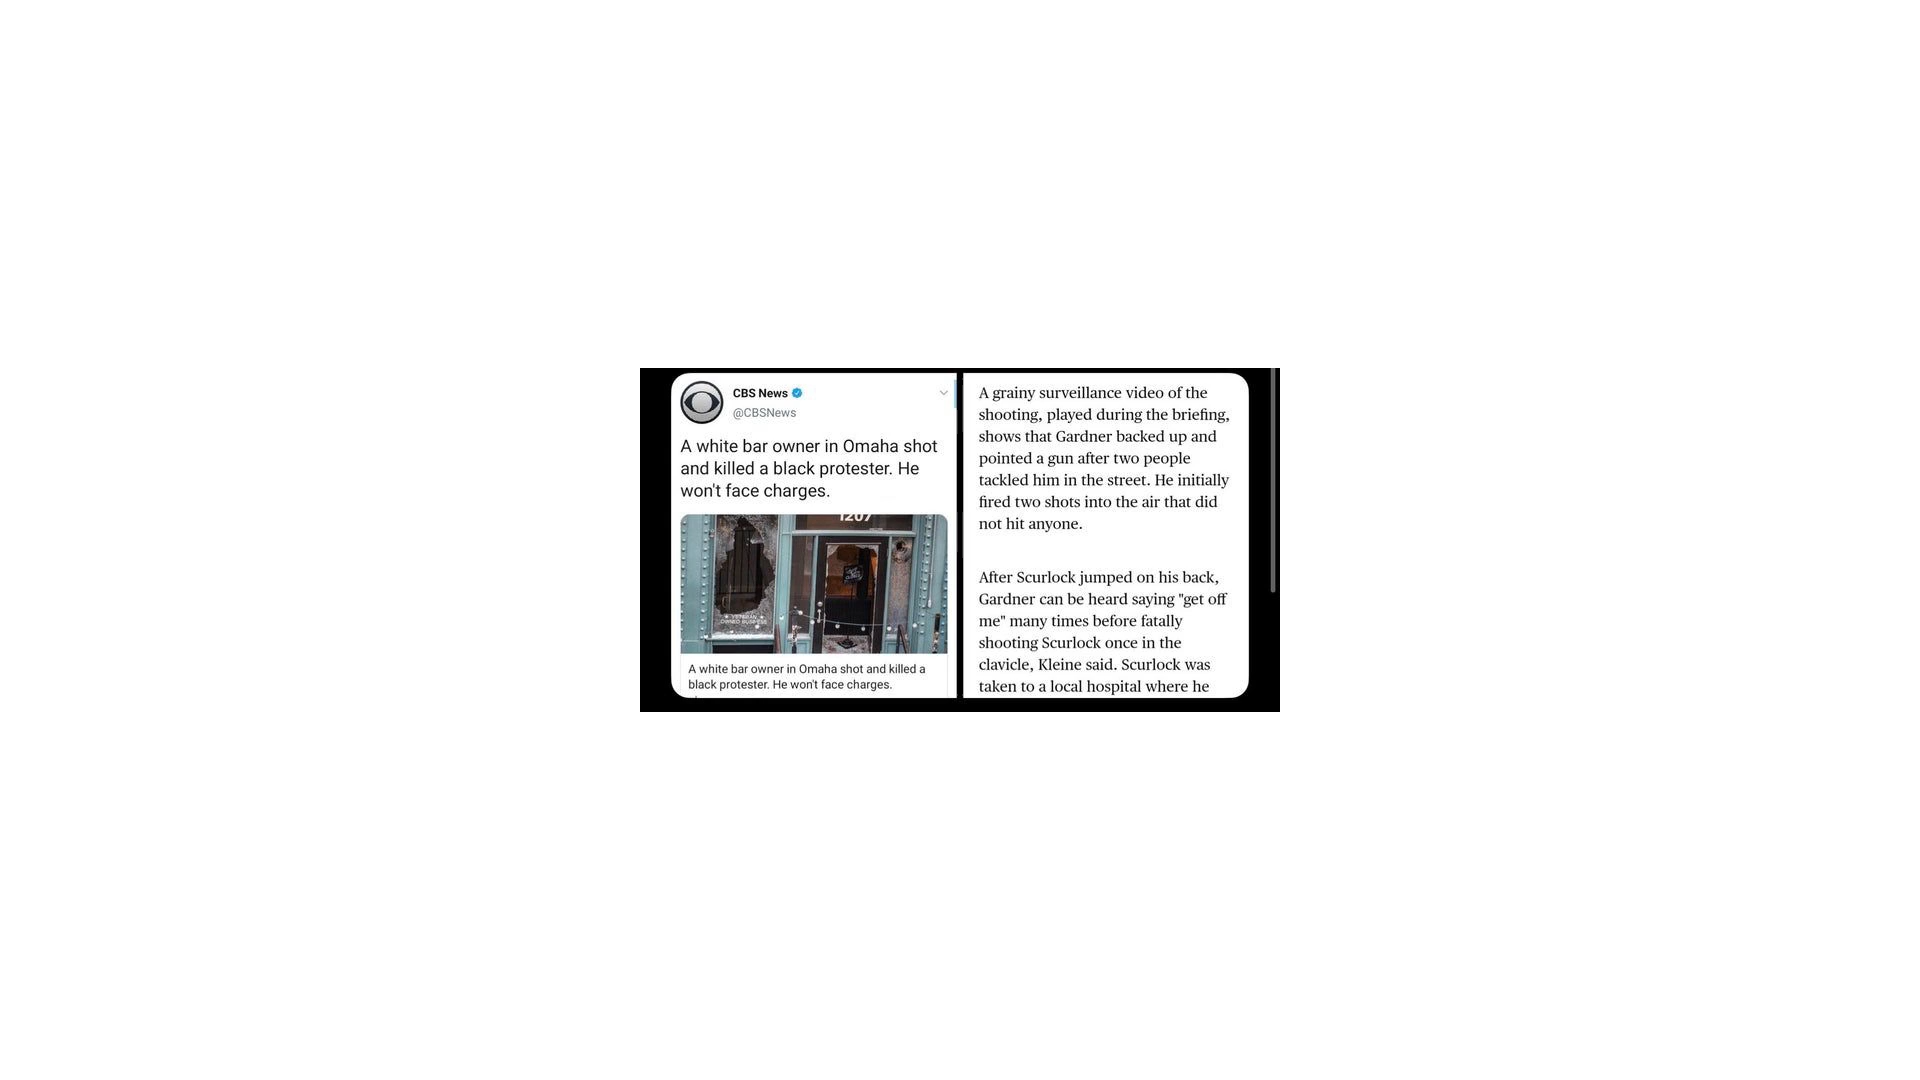 CBS News
@CBSNews
A white bar owner in Omaha shot
and killed a black protester. He
won't face charges.
1207
VETERAN
OWNED BUSINESS
A white bar owner in Omaha shot and killed a
black protester. He won't face charges.
A grainy surveillance video of the
shooting, played during the briefing,
shows that Gardner backed up and
pointed a gun after two people
tackled him in the street. He initially
fired two shots into the air that did
not hit anyone.
After Scurlock jumped on his back,
Gardner can be heard saying "get off
me" many times before fatally
shooting Scurlock once in the
clavicle, Kleine said. Scurlock was
taken to a local hospital where he